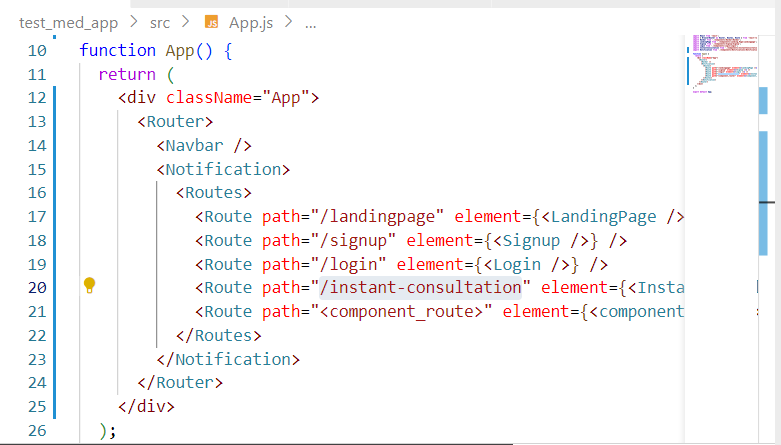 test_med_app > src > JS App.js > ...
10 function App() {
11 return (
12 <div className="App">
13 <Router>
14 <Navbar />
15 <Notification>
16 <Routes>
17 <Route path="/landingpage" element={<LandingPage />
18 <Route path="/signup" element={<Signup />} />
19 <Route path="/login" element={<Login />} />
20 <Route path="/instant-consultation" element={<Insta
21 <Route path="<component_route>" element={<component
22 </Routes>
23 </Notification>
24 </Router>
25 </div>
26 );